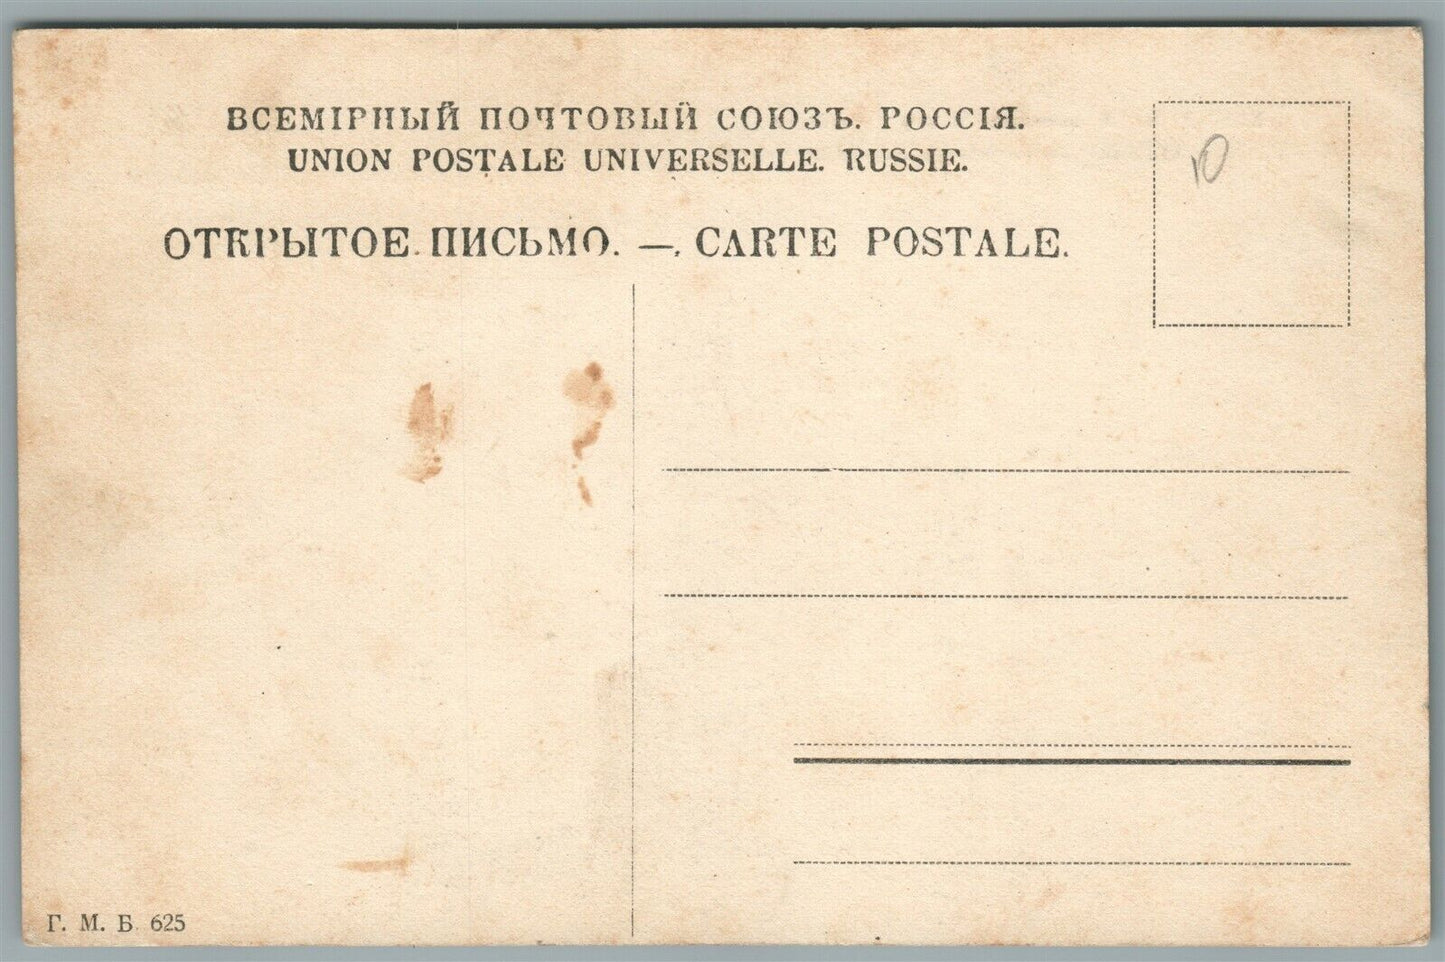 ВСЕМІРНЫЙ ПОЧТОВЫЙ СОЮЗЪ. РОССІЯ.
UNION POSTALE UNIVERSELLE. RUSSIE.
10
ОТКРЫТОЕ ПИСЬМО. — CARTE POSTALE.
Г. М. Б. 625